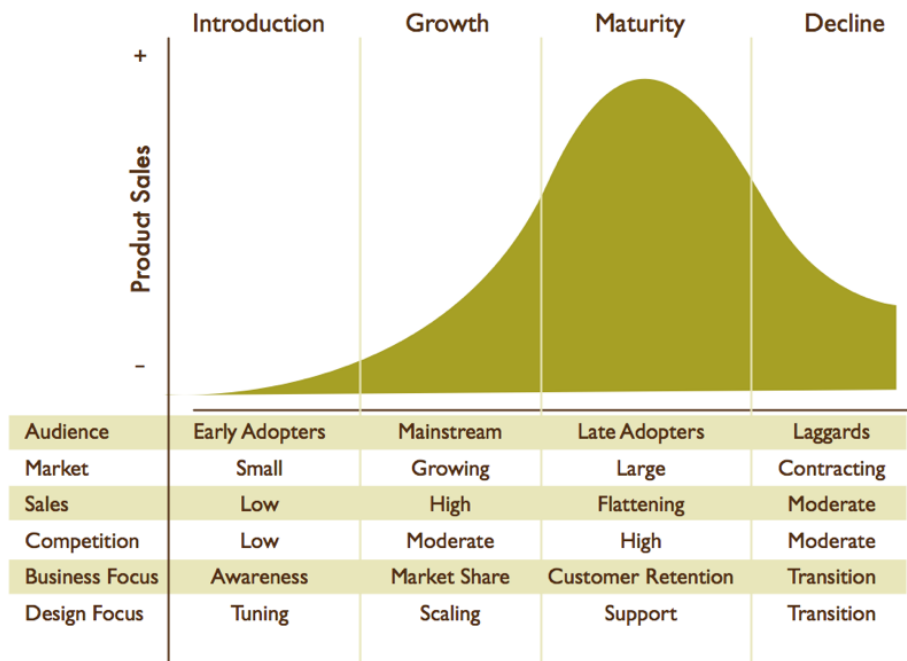 Introduction Growth Maturity Decline
+
Product Sales
-
Audience Early Adopters Mainstream Late Adopters Laggards
Market Small Growing Large Contracting
Sales Low High Flattening Moderate
Competition Low Moderate High Moderate
Business Focus Awareness Market Share Customer Retention Transition
Design Focus Tuning Scaling Support Transition